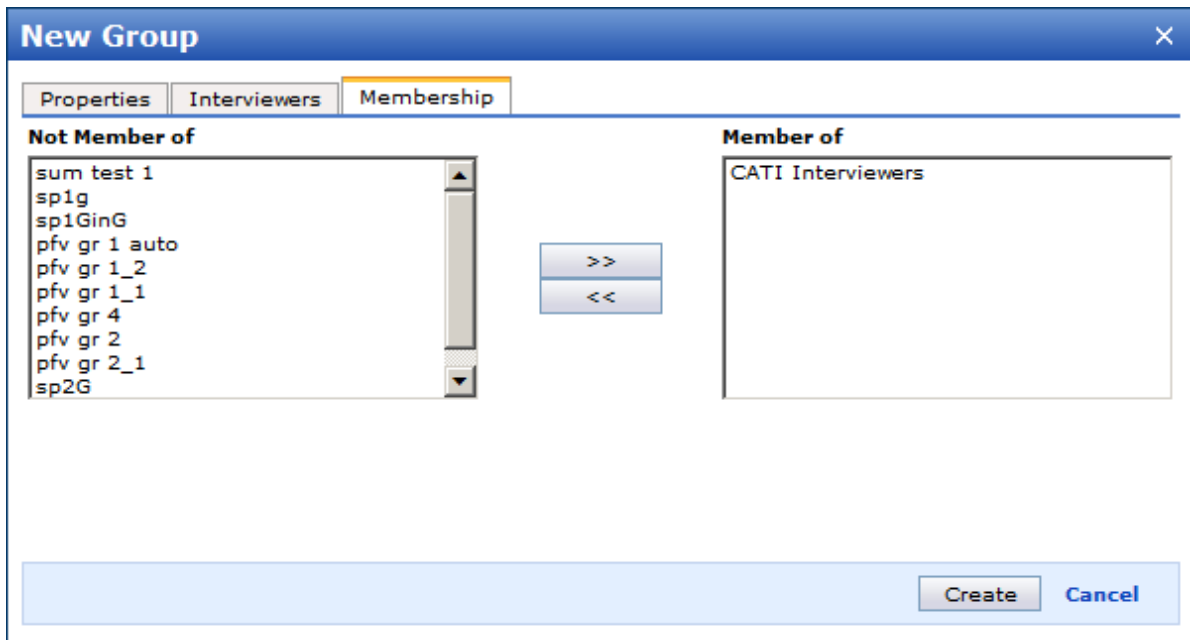 New Group
Properties Interviewers Membership
Not Member of
sum test 1
sp1g
sp1GinG
pfv gr 1 auto
pfv gr 1_2
pfv gr 1_1
pfv gr 4
pfv gr 2
pfv gr 2_1
sp2G
>>
<<
Member of
CATI Interviewers
Create Cancel